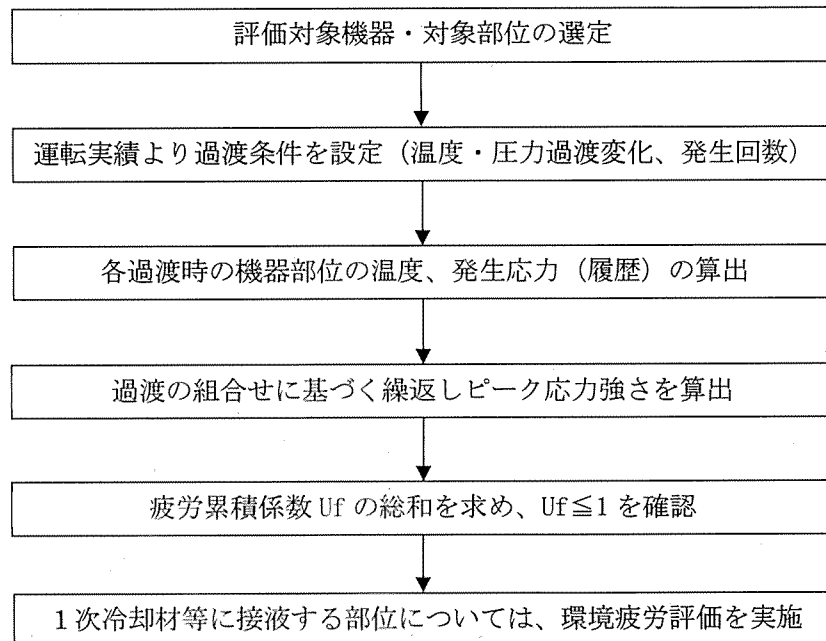 評価対象機器・対象部位の選定
運転実績より過渡条件を設定（温度・圧力過渡変化、発生回数）
各過渡時の機器部位の温度、発生応力（履歴）の算出
過渡の組合せに基づく繰返しピーク応力強さを算出
疲労累積係数 Uf の総和を求め、Uf≦1 を確認
1次冷却材等に接液する部位については、環境疲労評価を実施